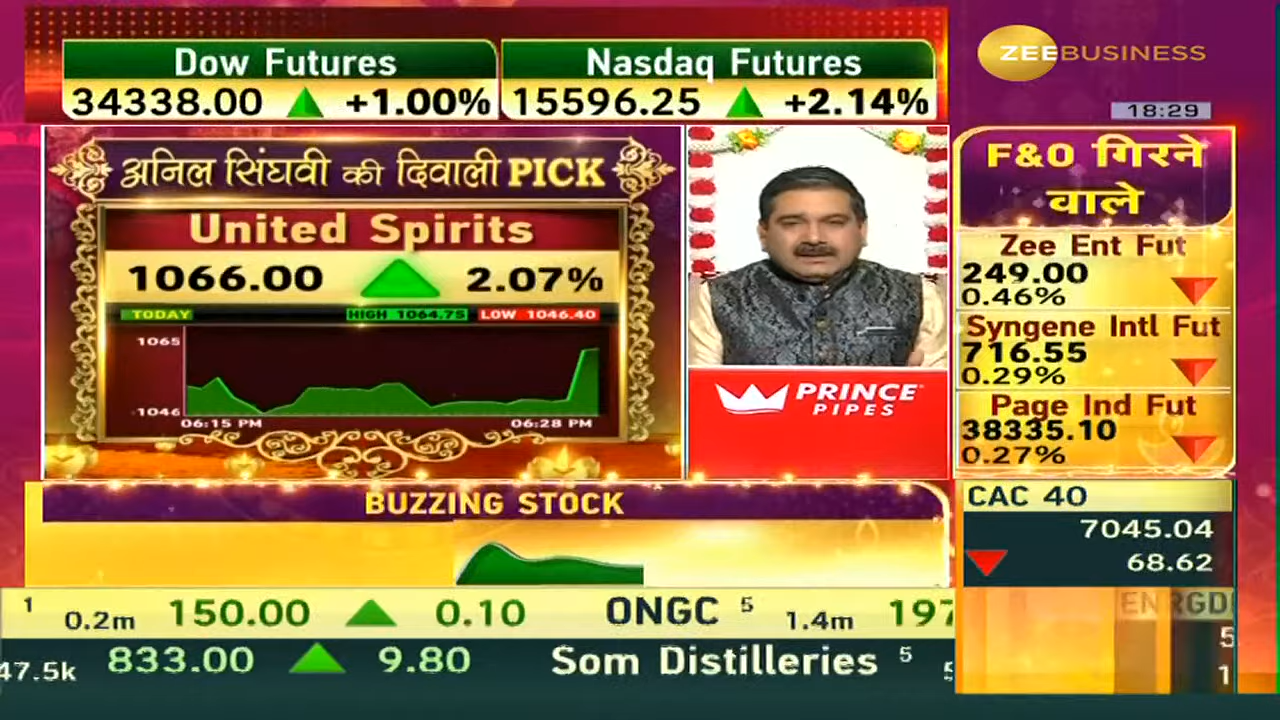 Dow Futures
34338.00 +1.00%
Nasdaq Futures
15596.25 +2.14%
ZEEBUSINESS
18:29
अनिल सिंघवी की दिवाली PICK
United Spirits
1066.00 2.07%
TODAY HIGH 1064.75 LOW 1046.40
1065
1046
06:15 PM 06:28 PM
PRINCE
PIPES
F&O गिरने
वाले
Zee Ent Fut
249.00
0.46%
Syngene Intl Fut
716.55
0.29%
Page Ind Fut
38335.10
0.27%
CAC 40
7045.04
68.62
BUZZING STOCK
1 0.2m 150.00 0.10 ONGC 5 1.4m 197
47.5k 833.00 9.80 Som Distilleries 5